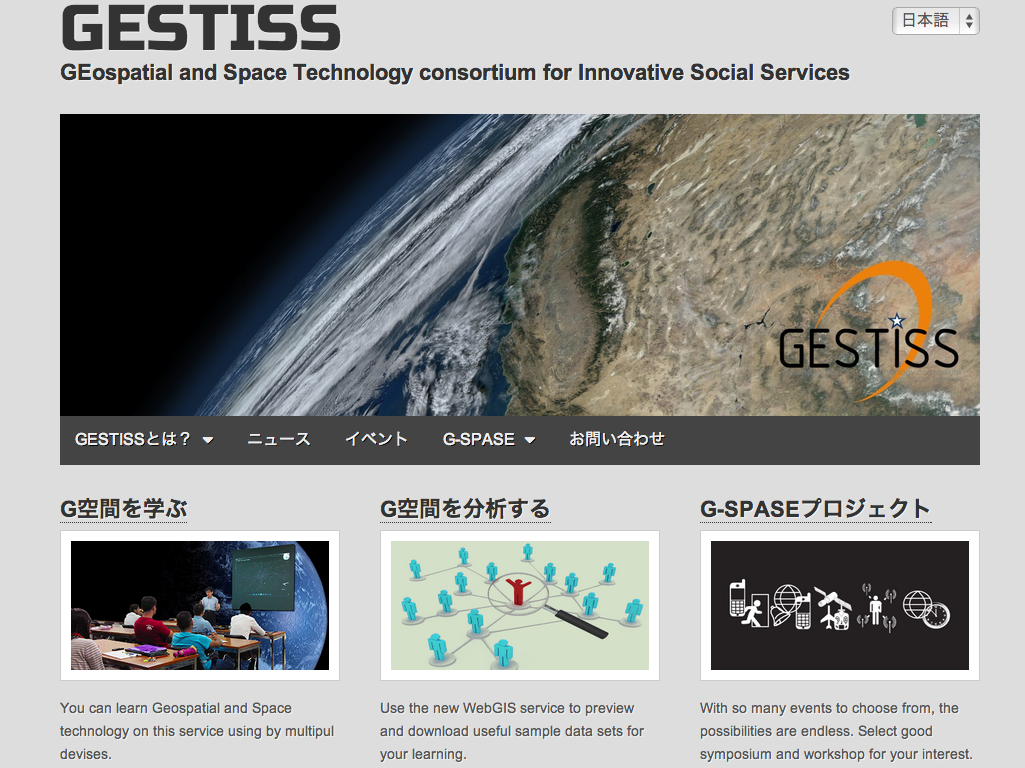 GESTISS
日本語
GEospatial and Space Technology consortium for Innovative Social Services
GESTISS
GESTISSとは？
ニュース
イベント
G-SPASE
お問い合わせ
G空間を学ぶ
G空間を分析する
G-SPASEプロジェクト
You can learn Geospatial and Space
technology on this service using by multipul
devises.
Use the new WebGIS service to preview
and download useful sample data sets for
your learning.
With so many events to choose from, the
possibilities are endless. Select good
symposium and workshop for your interest.